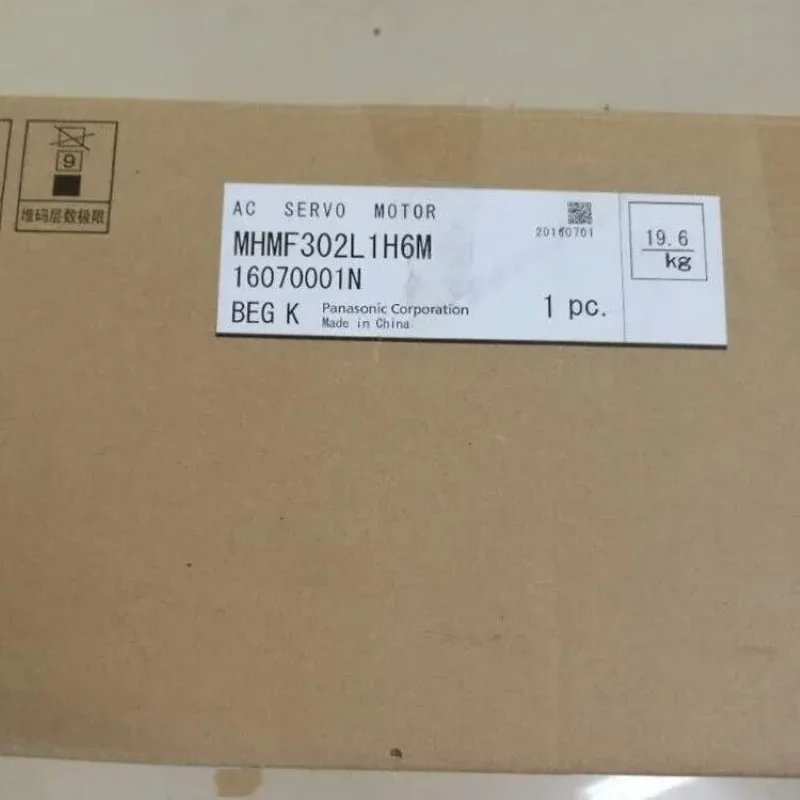 9
堆码层数极限
AC SERVO MOTOR
20160701
MHMF302L1H6M
16070001N
BEG K
Panasonic Corporation
Made in China
1 pc.
19.6
kg